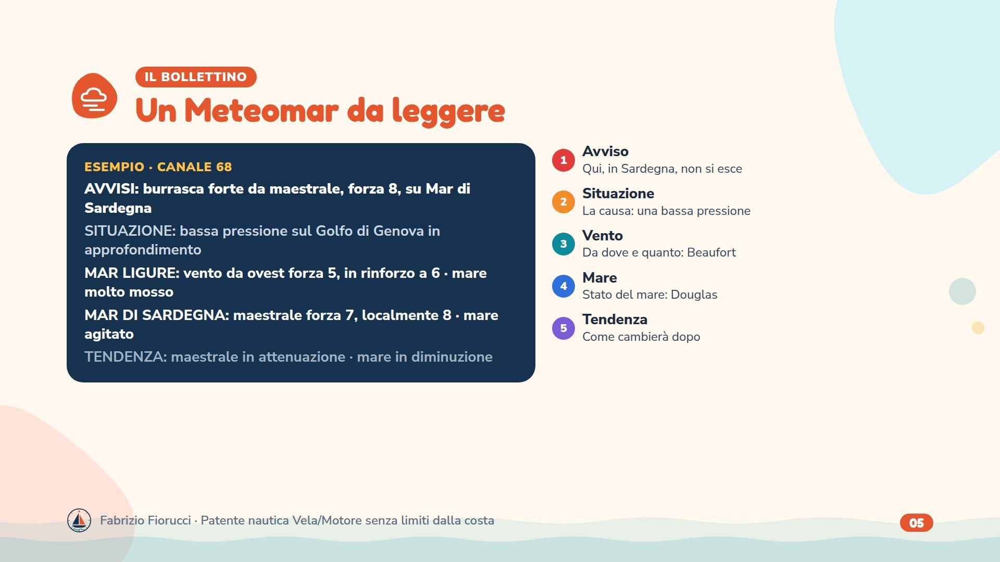 IL BOLLETTINO
Un Meteomar da leggere
ESEMPIO · CANALE 68
AVVISI: burrasca forte da maestrale, forza 8, su Mar di
Sardegna
SITUAZIONE: bassa pressione sul Golfo di Genova in
approfondimento
MAR LIGURE: vento da ovest forza 5, in rinforzo a 6 · mare
molto mosso
MAR DI SARDEGNA: maestrale forza 7, localmente 8 · mare
agitato
TENDENZA: maestrale in attenuazione · mare in diminuzione
1
Avviso
Qui, in Sardegna, non si esce
2
Situazione
La causa: una bassa pressione
3
Vento
Da dove e quanto: Beaufort
4
Mare
Stato del mare: Douglas
5
Tendenza
Come cambierà dopo
Fabrizio Fiorucci · Patente nautica Vela/Motore senza limiti dalla costa
05